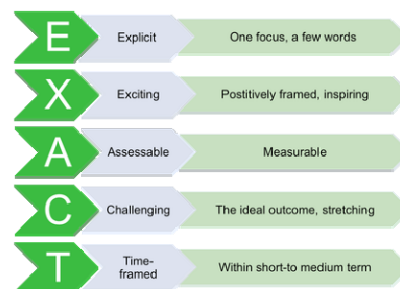 E Explicit One focus, a few words
X Exciting Postitively framed, inspiring
A Assessable Measurable
C Challenging The ideal outcome, stretching
T Time-
framed Within short-to medium term